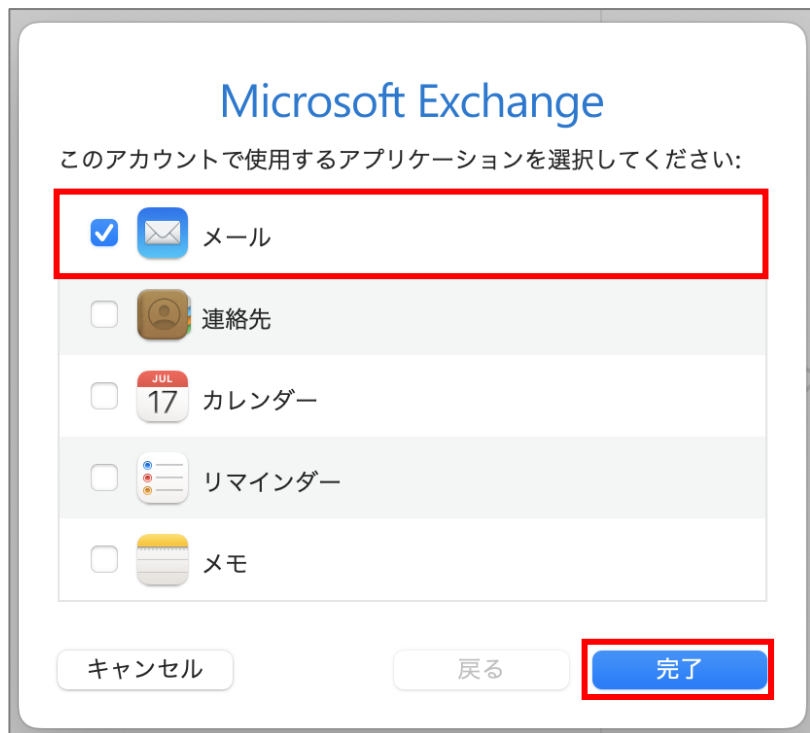 Microsoft Exchange
このアカウントで使用するアプリケーションを選択してください:
メール
連絡先
JUL
17
カレンダー
リマインダー
メモ
キャンセル
戻る
完了